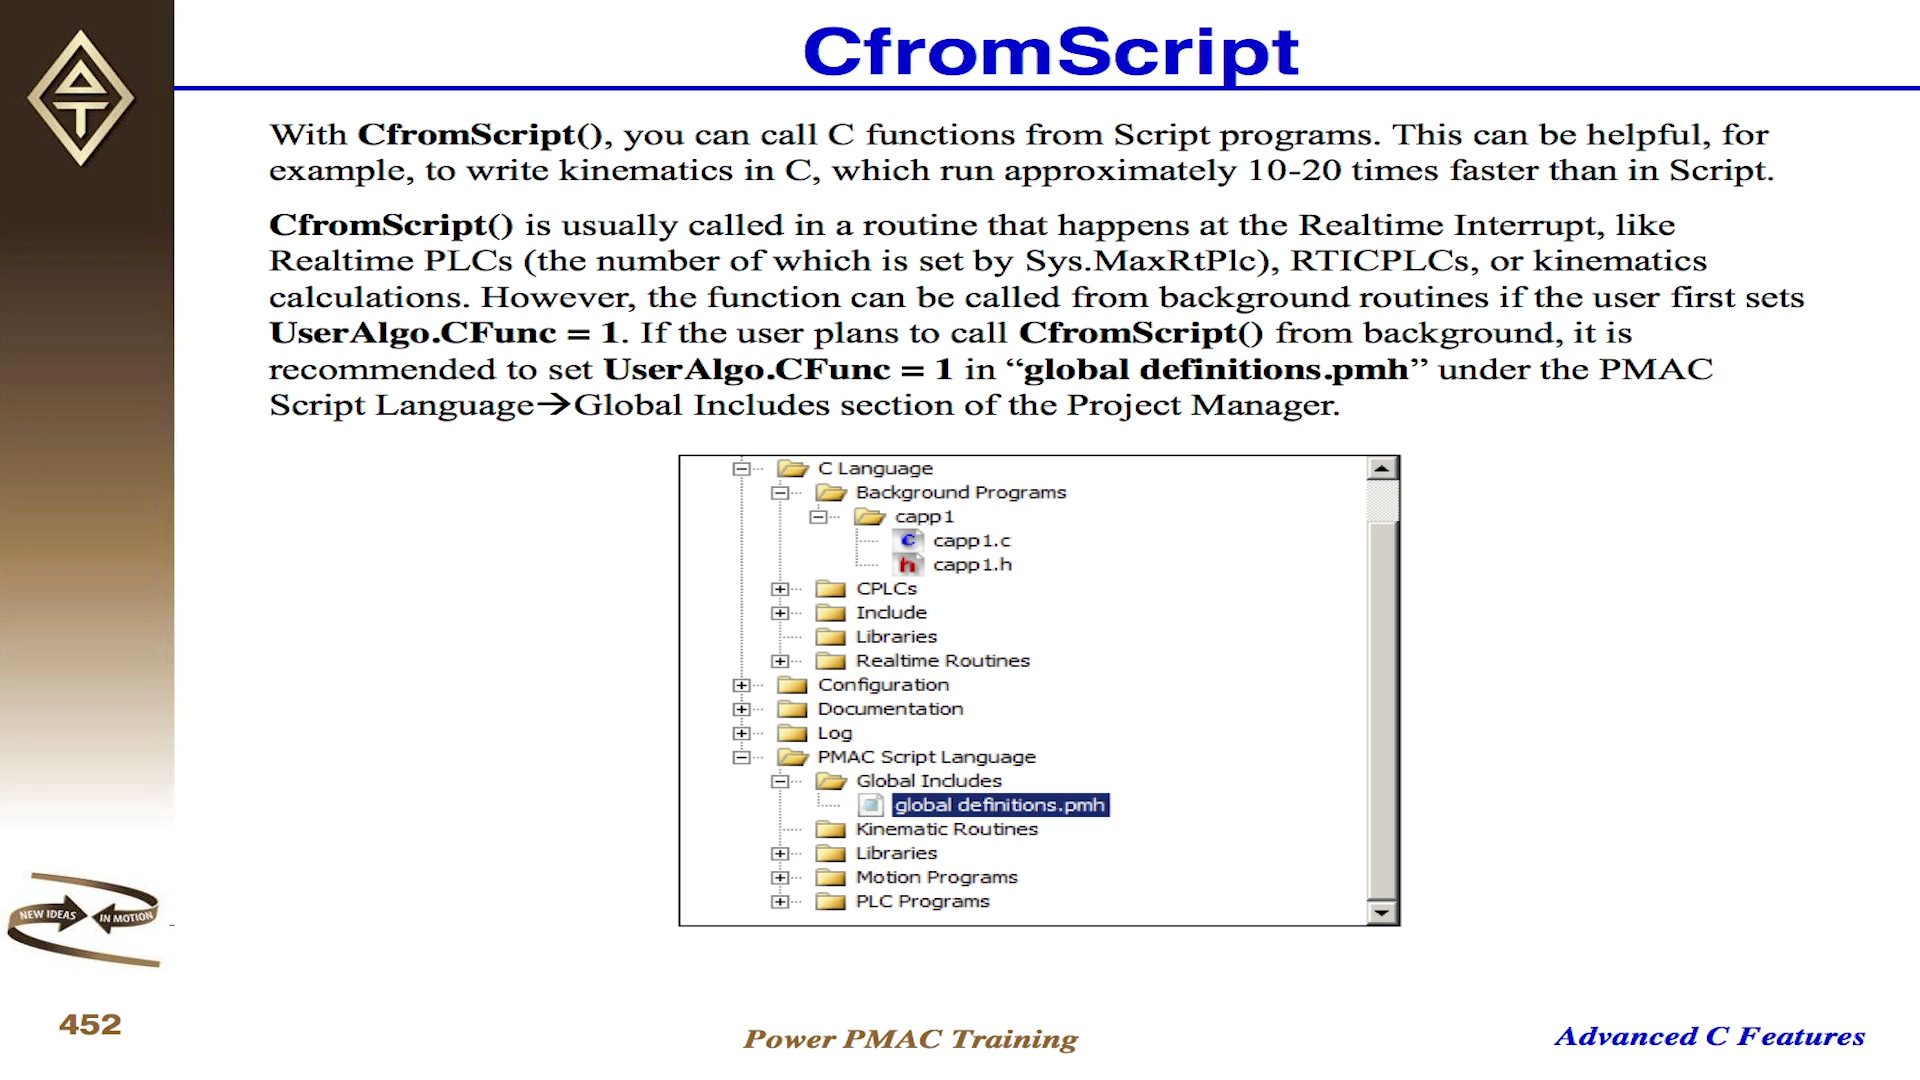 CfromScript
With CfromScript(), you can call C functions from Script programs. This can be helpful, for
example, to write kinematics in C, which run approximately 10-20 times faster than in Script.
CfromScript() is usually called in a routine that happens at the Realtime Interrupt, like
Realtime PLCs (the number of which is set by Sys.MaxRtPlc), RTICPLCs, or kinematics
calculations. However, the function can be called from background routines if the user first sets
UserAlgo.CFunc = 1. If the user plans to call CfromScript() from background, it is
recommended to set UserAlgo.CFunc = 1 in “global definitions.pmh” under the PMAC
Script Language→Global Includes section of the Project Manager.
C Language
Background Programs
capp1
c capp1.c
h capp1.h
CPLCs
Include
Libraries
Realtime Routines
Configuration
Documentation
Log
PMAC Script Language
Global Includes
global definitions.pmh
Kinematic Routines
Libraries
Motion Programs
PLC Programs
NEW IDEAS IN MOTION
452
Power PMAC Training
Advanced C Features